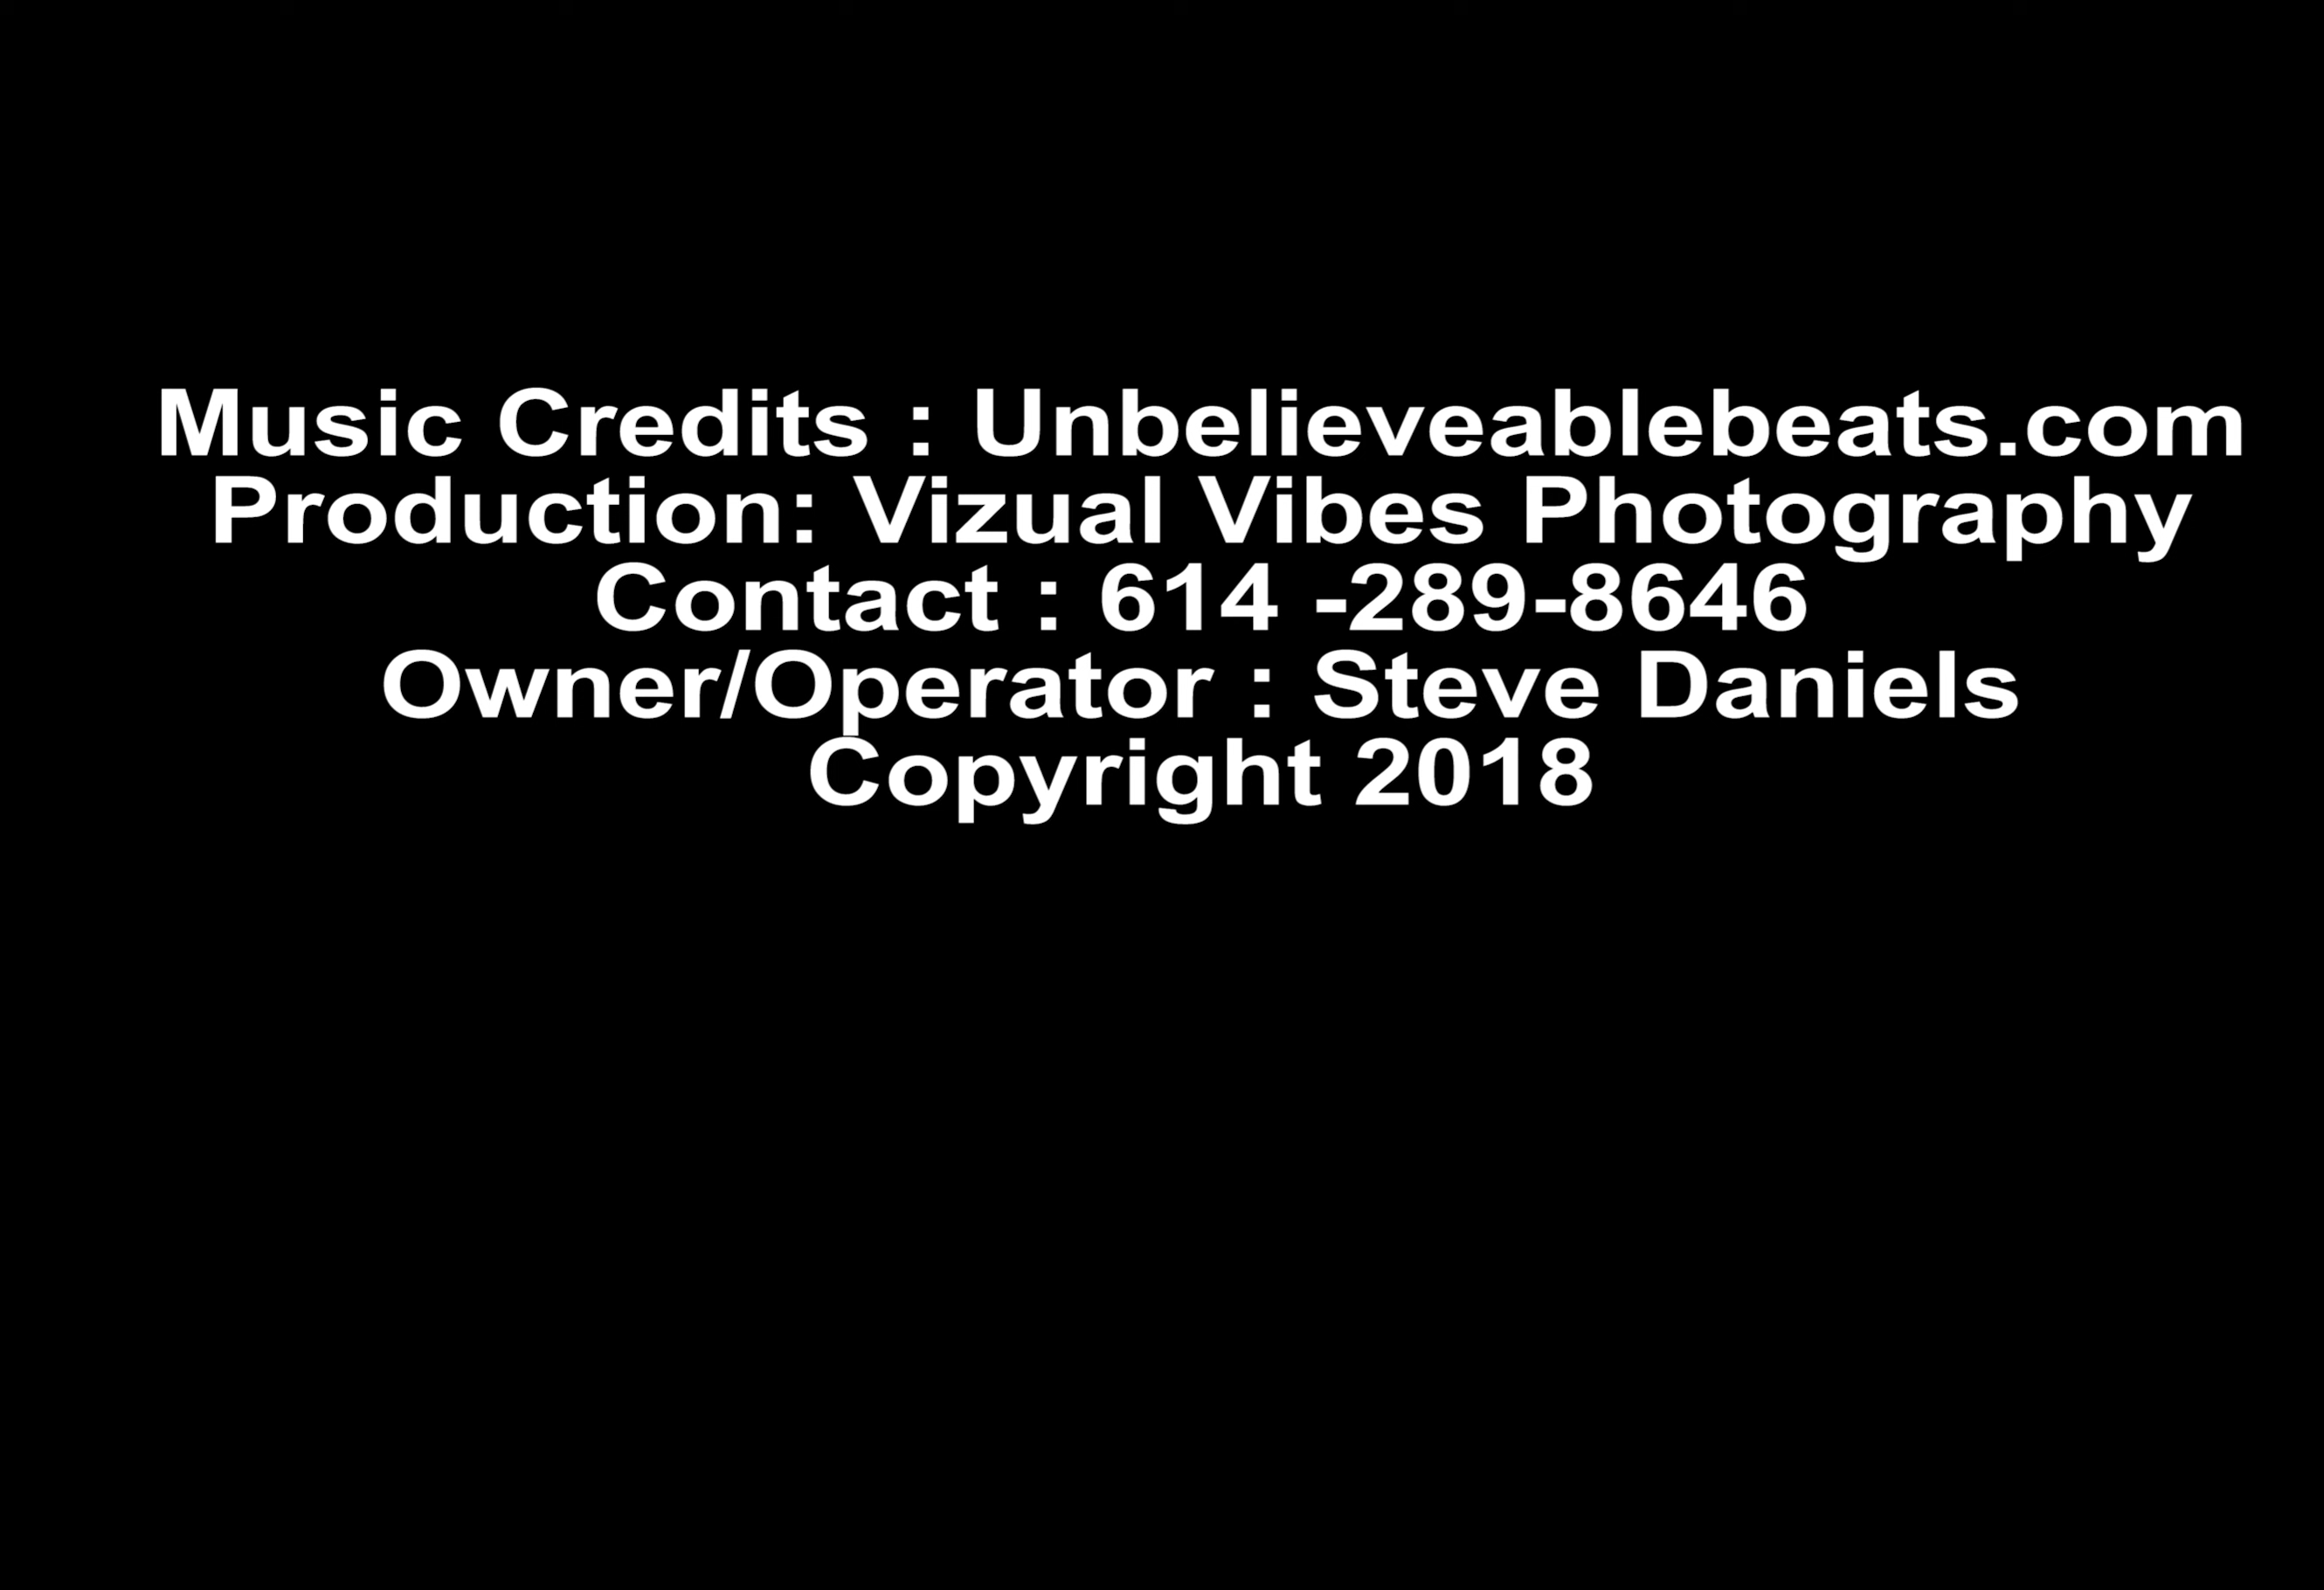 Music Credits : Unbelieveablebeats.com
Production: Vizual Vibes Photography
Contact : 614 -289-8646
Owner/Operator : Steve Daniels
Copyright 2018